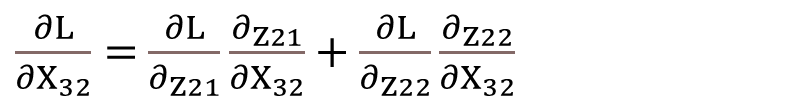 ∂L/∂X₃₂ = ∂L/∂z₂₁ ∂z₂₁/∂X₃₂ + ∂L/∂z₂₂ ∂z₂₂/∂X₃₂